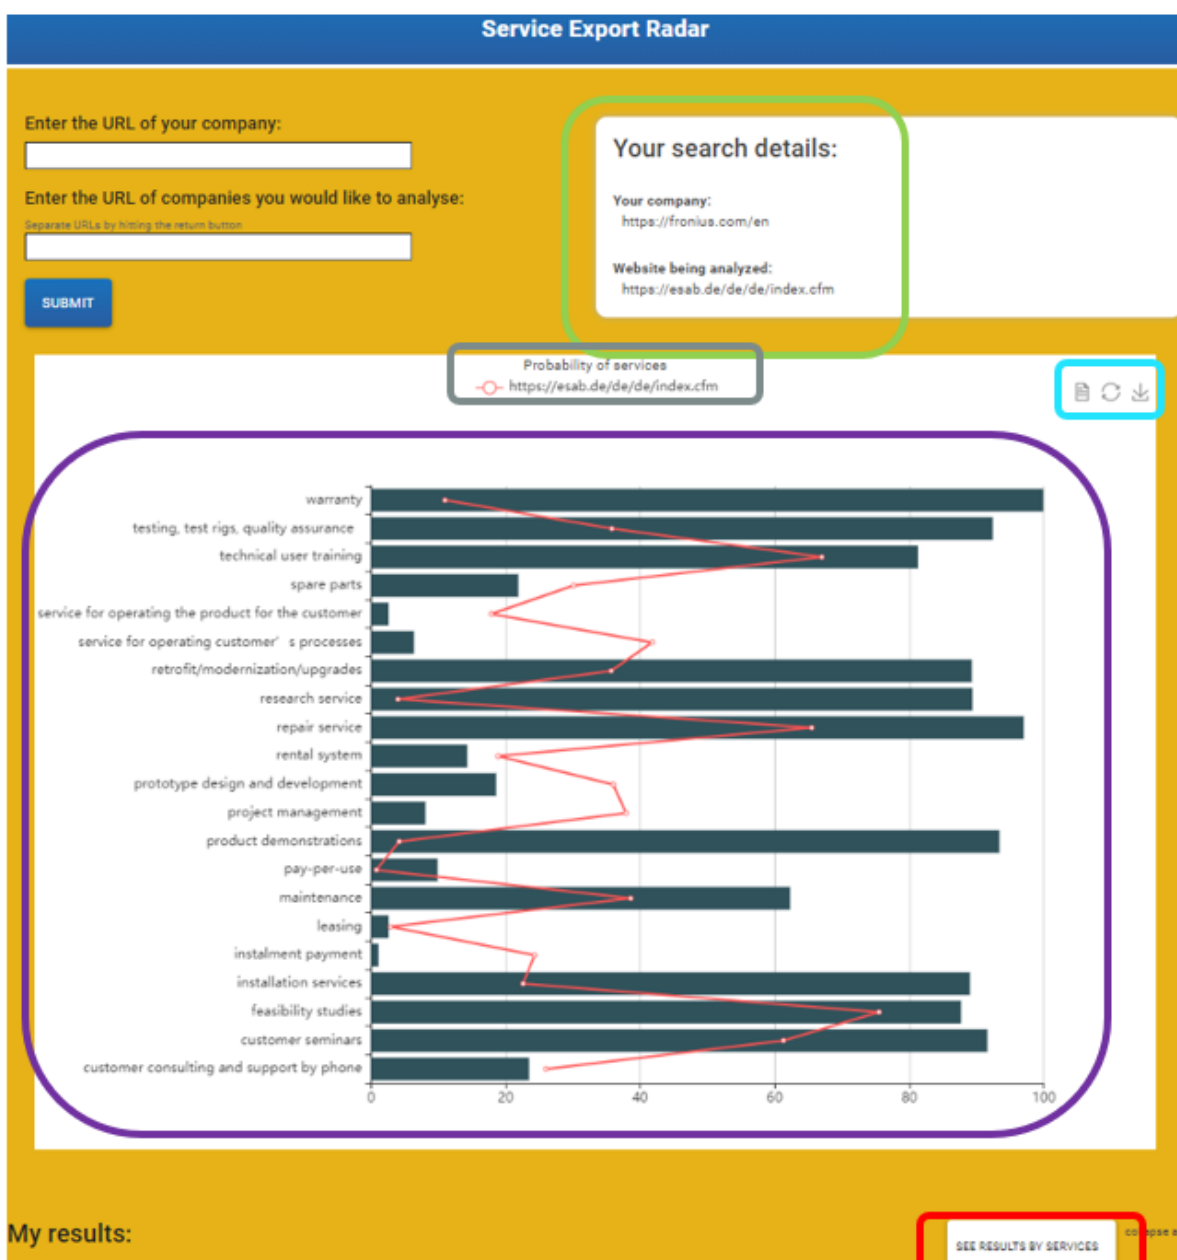 Service Export Radar
Enter the URL of your company:
Enter the URL of companies you would like to analyse:
Separate URLs by hitting the return button
SUBMIT
Your search details:
Your company:
https://fronius.com/en
Website being analyzed:
https://esab.de/de/de/index.cfm
Probability of services
https://esab.de/de/de/index.cfm
warranty
testing, test rigs, quality assurance
technical user training
spare parts
service for operating the product for the customer
service for operating customer' s processes
retrofit/modernization/upgrades
research service
repair service
rental system
prototype design and development
project management
product demonstrations
pay-per-use
maintenance
leasing
instalment payment
installation services
feasibility studies
customer seminars
customer consulting and support by phone
0 20 40 60 80 100
My results:
SEE RESULTS BY SERVICES